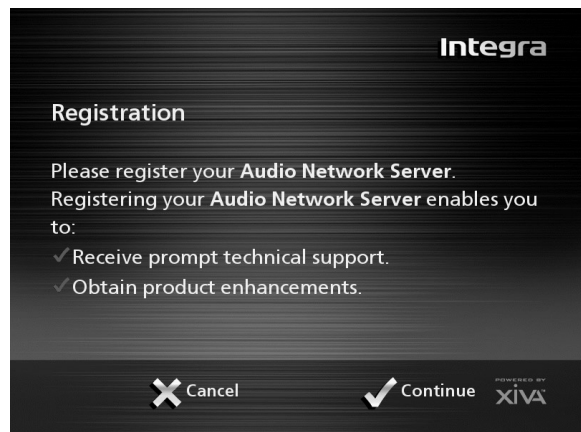 Integra
Registration
Please register your Audio Network Server.
Registering your Audio Network Server enables you
to:
Receive prompt technical support.
Obtain product enhancements.
Cancel
Continue
POWERED BY
XiVA